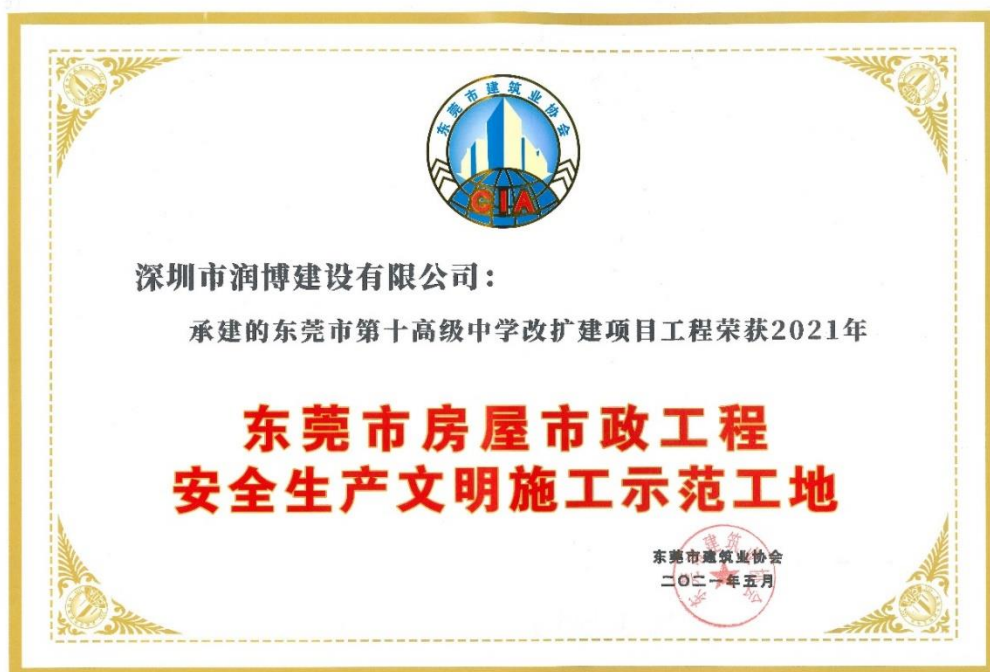 东莞市建筑业协会
CIA
深圳市润博建设有限公司：
承建的东莞市第十高级中学改扩建项目工程荣获2021年
东莞市房屋市政工程
安全生产文明施工示范工地
东莞市建筑业协会
二〇二一年五月